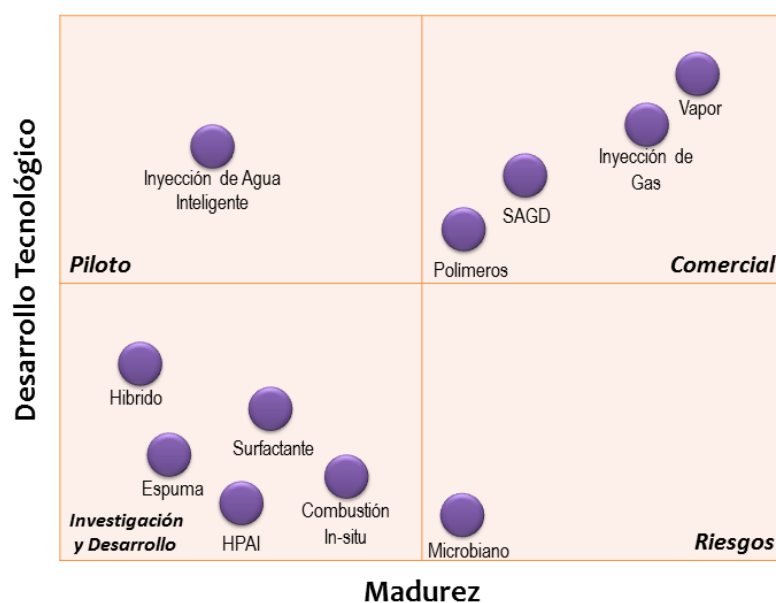 Desarrollo Tecnológico
Vapor
Inyección de
Gas
Inyección de Agua
Inteligente
SAGD
Polímeros
Piloto
Comercial
Hibrido
Surfactante
Espuma
Combustión
In-situ
HPAI
Microbiano
Investigación
y Desarrollo
Riesgos
Madurez